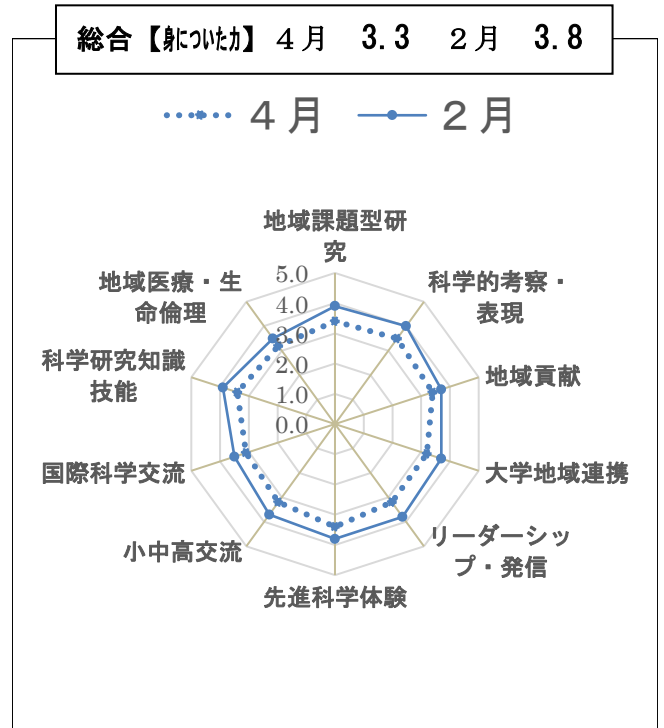 総合【身についた力】 4月 3.3 2月 3.8
4月 2月
地域課題型研
究
科学的考察・
表現
地域貢献
大学地域連携
リーダーシッ
プ・発信
先進科学体験
小中高交流
国際科学交流
科学研究知識
技能
地域医療・生
命倫理
5.0
4.0
3.0
2.0
1.0
0.0